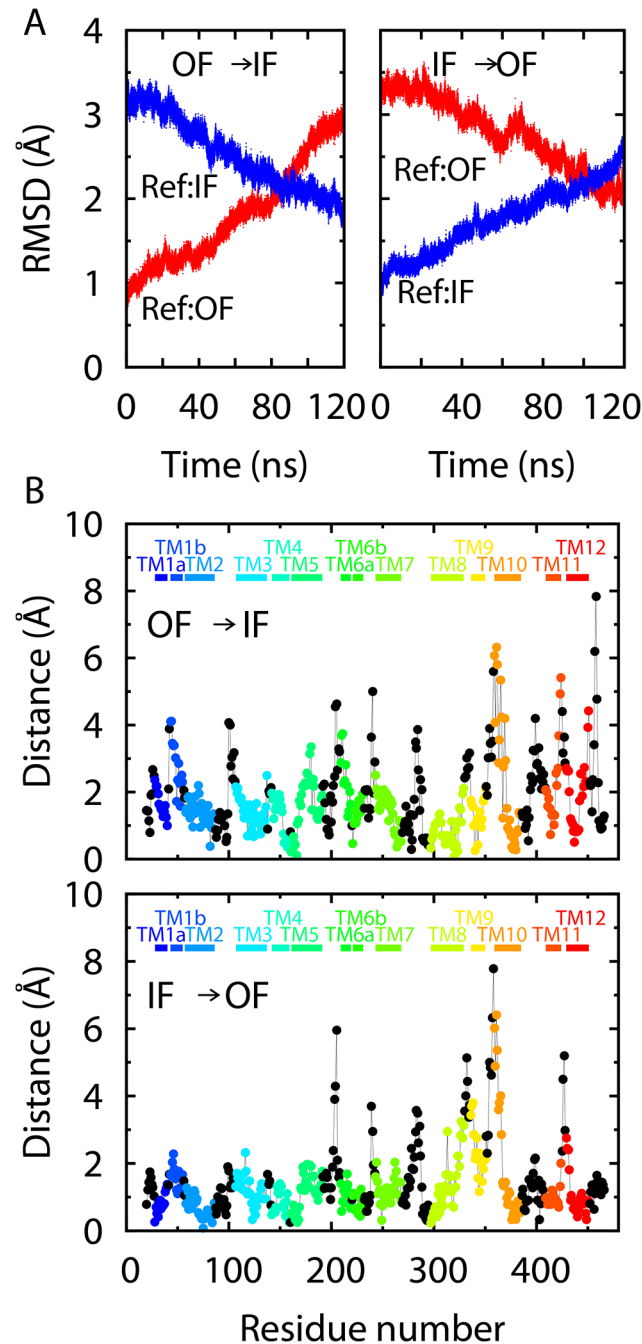 A
OF →IF
IF →OF
RMSD (Å)
4
3
2
1
0
Ref:IF
Ref:OF
Ref:OF
Ref:IF
0 40 80 120
0 40 80 120
Time (ns)
Time (ns)
B
10
8
6
4
2
0
Distance (Å)
TM1b TM4 TM6b TM9 TM12
TM1a TM2 TM3 TM5 TM6a TM7 TM8 TM10 TM11
OF →IF
10
8
6
4
2
0
Distance (Å)
TM1b TM4 TM6b TM9 TM12
TM1a TM2 TM3 TM5 TM6a TM7 TM8 TM10 TM11
IF →OF
0 100 200 300 400
Residue number